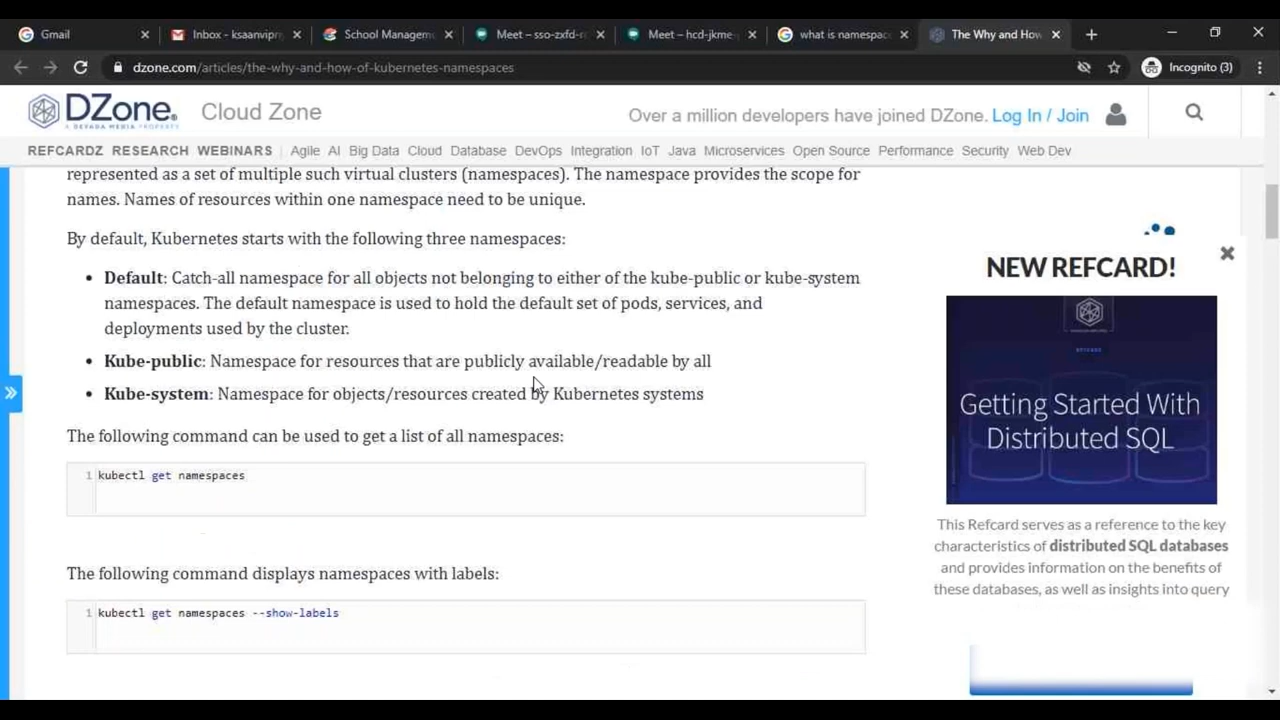 Gmail
Inbox - ksaanvipr
School Managem
Meet – sso-zxfd-r
Meet – hcd-jkme-
what is namespac
The Why and How
dzone.com/articles/the-why-and-how-of-kubernetes-namespaces
Incognito (3)
DZone
A DEVADA MEDIA PROPERTY
Cloud Zone
Over a million developers have joined DZone. Log In / Join
REFCARDZ RESEARCH WEBINARS | Agile AI Big Data Cloud Database DevOps Integration IoT Java Microservices Open Source Performance Security Web Dev
represented as a set of multiple such virtual clusters (namespaces). The namespace provides the scope for
names. Names of resources within one namespace need to be unique.
By default, Kubernetes starts with the following three namespaces:
• Default: Catch-all namespace for all objects not belonging to either of the kube-public or kube-system
namespaces. The default namespace is used to hold the default set of pods, services, and
deployments used by the cluster.
• Kube-public: Namespace for resources that are publicly available/readable by all
• Kube-system: Namespace for objects/resources created by Kubernetes systems
The following command can be used to get a list of all namespaces:
1 kubectl get namespaces
The following command displays namespaces with labels:
1 kubectl get namespaces --show-labels
NEW REFCARD!
Getting Started With
Distributed SQL
This Refcard serves as a reference to the key
characteristics of distributed SQL databases
and provides information on the benefits of
these databases, as well as insights into query